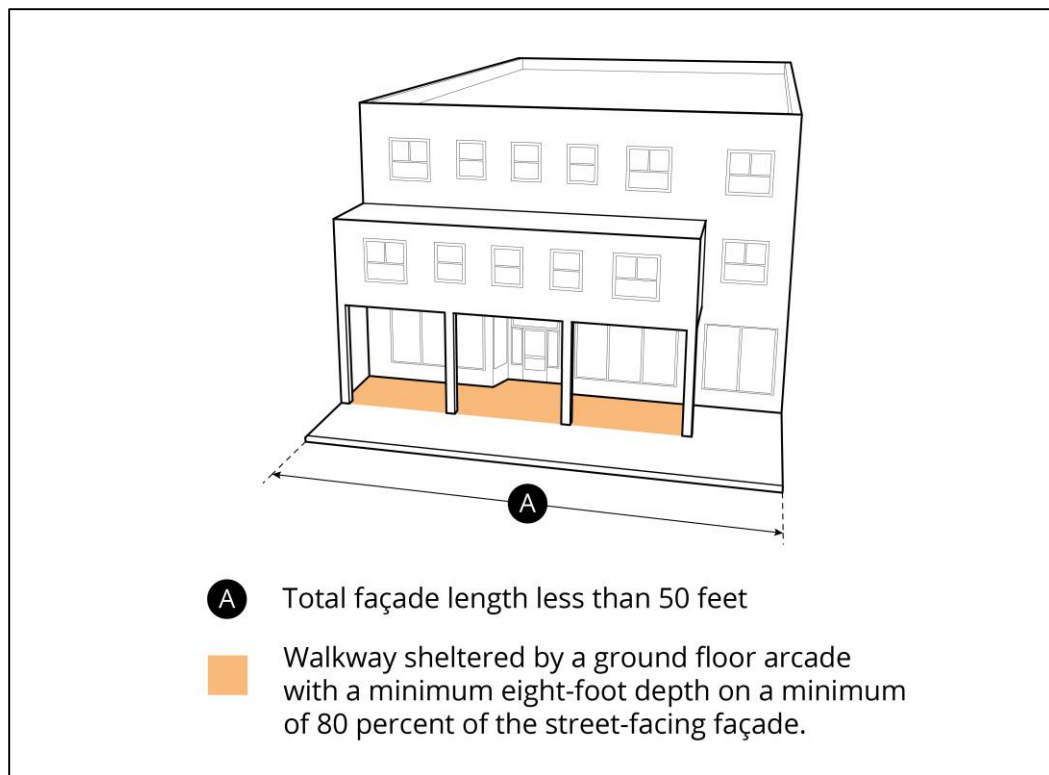 A
A Total façade length less than 50 feet
Walkway sheltered by a ground floor arcade
with a minimum eight-foot depth on a minimum
of 80 percent of the street-facing façade.